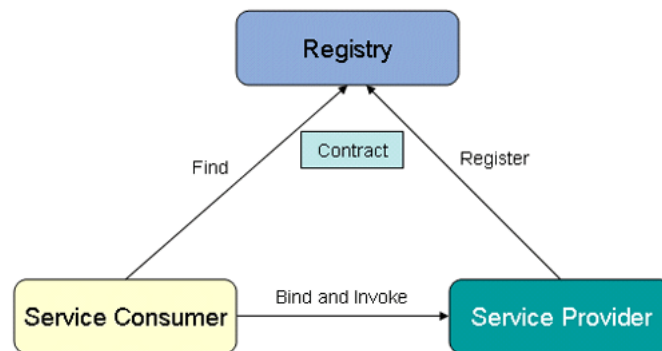 Registry
Contract
Find
Register
Bind and Invoke
Service Consumer
Service Provider